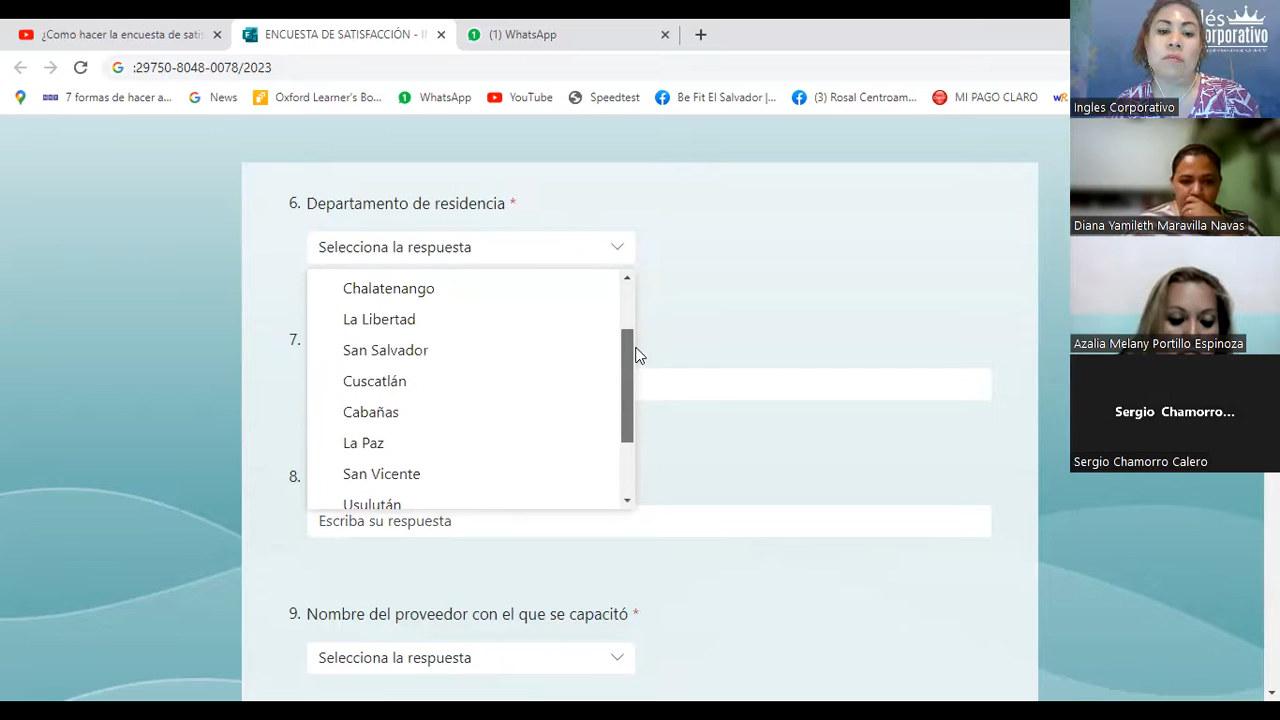 ¿Como hacer la encuesta de sati
ENCUESTA DE SATISFACCIÓN - I
(1) WhatsApp
:29750-8048-0078/2023
7 formas de hacer a...
News
Oxford Learner's Bo...
WhatsApp
YouTube
Speedtest
Be Fit El Salvador |...
(3) Rosal Centroam...
MI PAGO CLARO
6. Departamento de residencia *
Selecciona la respuesta
Chalatenango
La Libertad
San Salvador
Cuscatlán
Cabañas
La Paz
San Vicente
Usulután
7.
8.
Escriba su respuesta
9. Nombre del proveedor con el que se capacitó *
Selecciona la respuesta
lés
orporativo
Ingles Corporativo
Diana Yamileth Maravilla Navas
Azalia Melany Portillo Espinoza
Sergio Chamorro...
Sergio Chamorro Calero